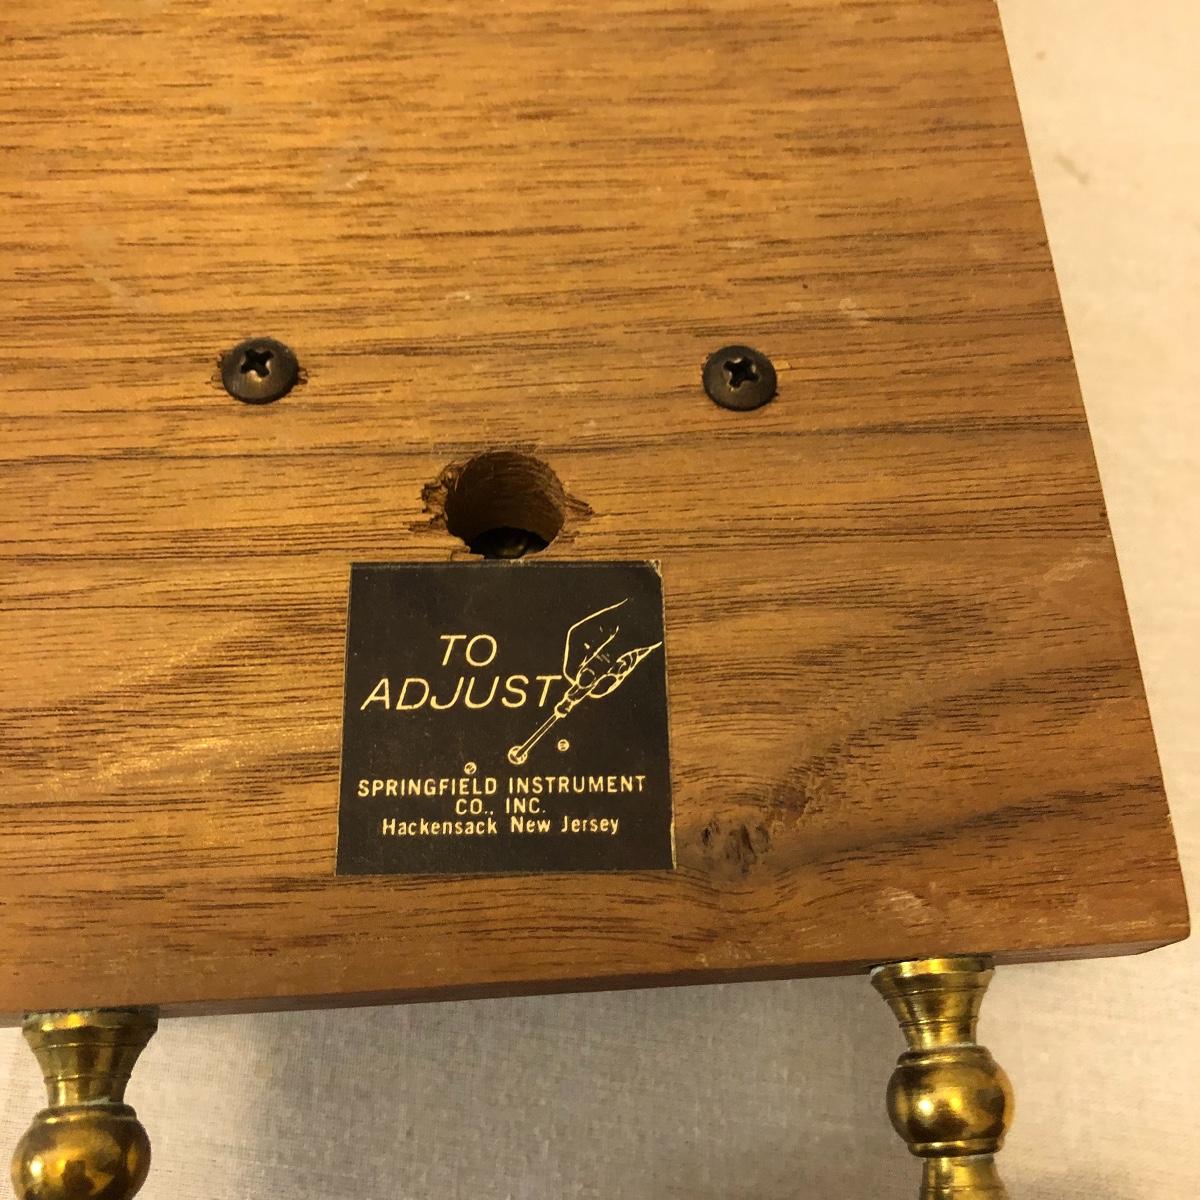 TO
ADJUST
SPRINGFIELD INSTRUMENT
CO., INC.
Hackensack New Jersey